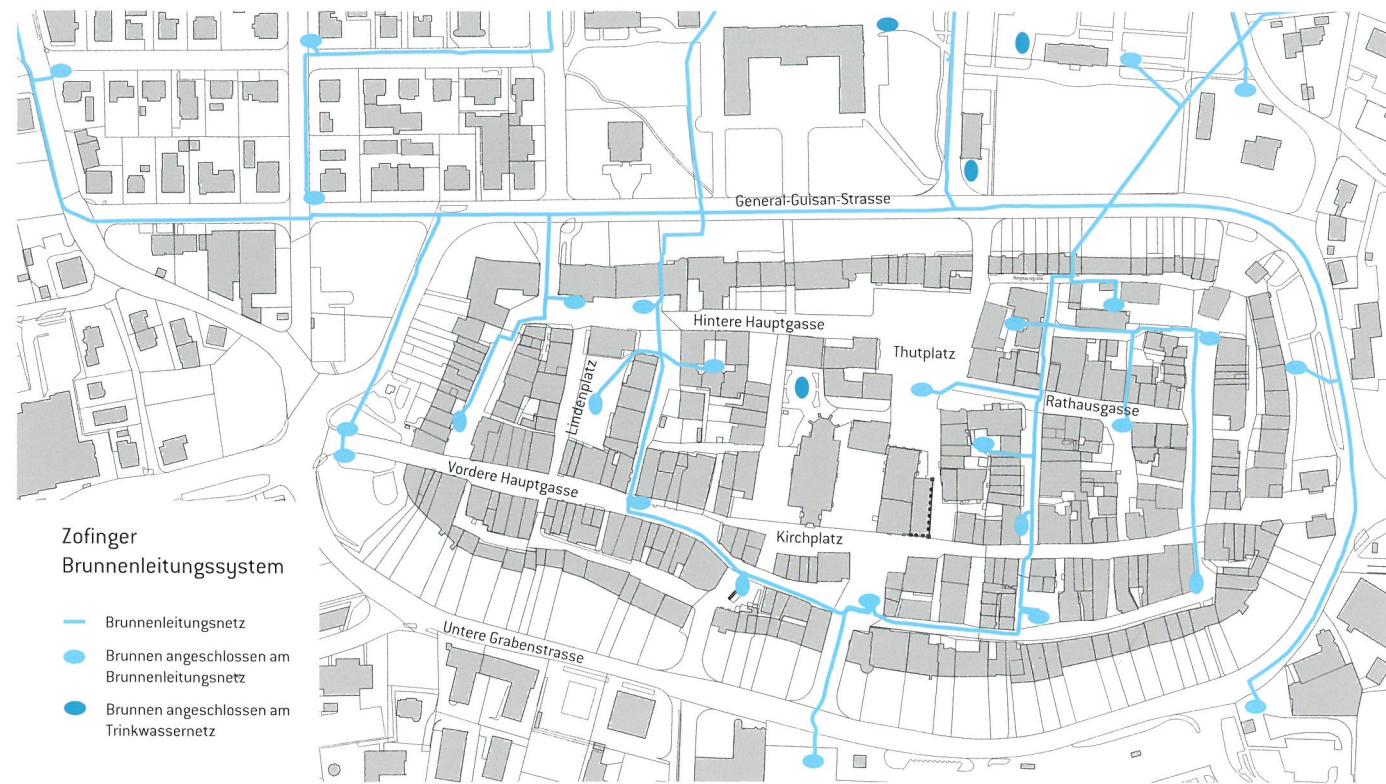 General-Guisan-Strasse
Hintere Hauptgasse
Thutplatz
Lindenplatz
Rathausgasse
Vordere Hauptgasse
Kirchplatz
Untere Grabenstrasse
Zofinger
Brunnenleitungssystem
Brunnenleitungsnetz
Brunnen angeschlossen am
Brunnenleitungsnetz
Brunnen angeschlossen am
Trinkwassernetz